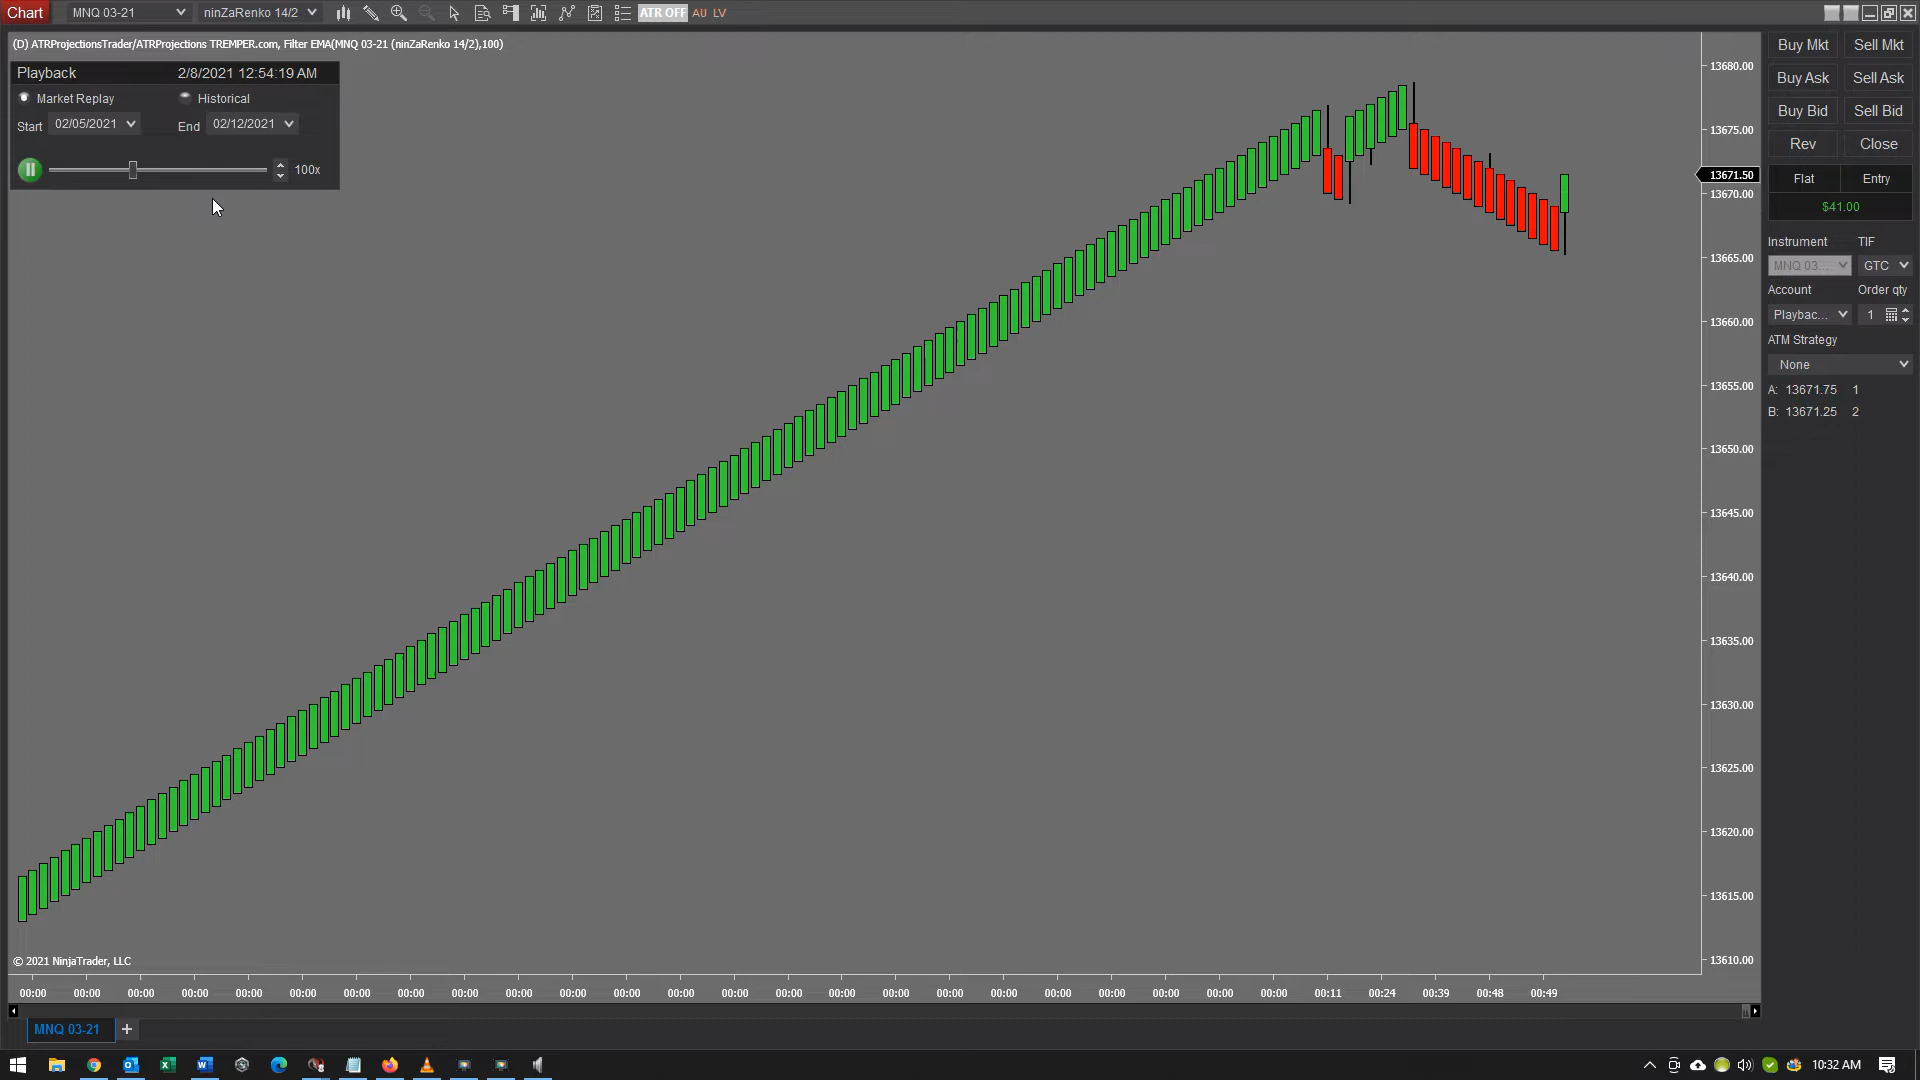 Chart MNQ 03-21 ninZaRenko 14/2 ATR OFF AU LV
(D) ATRProjectionsTrader/ATRProjections TREMPER.com, Filter EMA(MNQ 03-21 (ninZaRenko 14/2),100)
Playback 2/8/2021 12:54:19 AM
Market Replay Historical
Start 02/05/2021 End 02/12/2021
100x
13680.00
13675.00
13671.50
13670.00
13665.00
13660.00
13655.00
13650.00
13645.00
13640.00
13635.00
13630.00
13625.00
13620.00
13615.00
13610.00
Buy Mkt Sell Mkt
Buy Ask Sell Ask
Buy Bid Sell Bid
Rev Close
Flat Entry
$41.00
Instrument TIF
MNQ 03... GTC
Account Order qty
Playbac... 1
ATM Strategy
None
A: 13671.75 1
B: 13671.25 2
© 2021 NinjaTrader, LLC
00:00 00:00 00:00 00:00 00:00 00:00 00:00 00:00 00:00 00:00 00:00 00:00 00:00 00:00 00:00 00:00 00:00 00:00 00:00 00:00 00:00 00:00 00:00 00:00 00:11 00:24 00:39 00:48 00:49
MNQ 03-21 +
10:32 AM